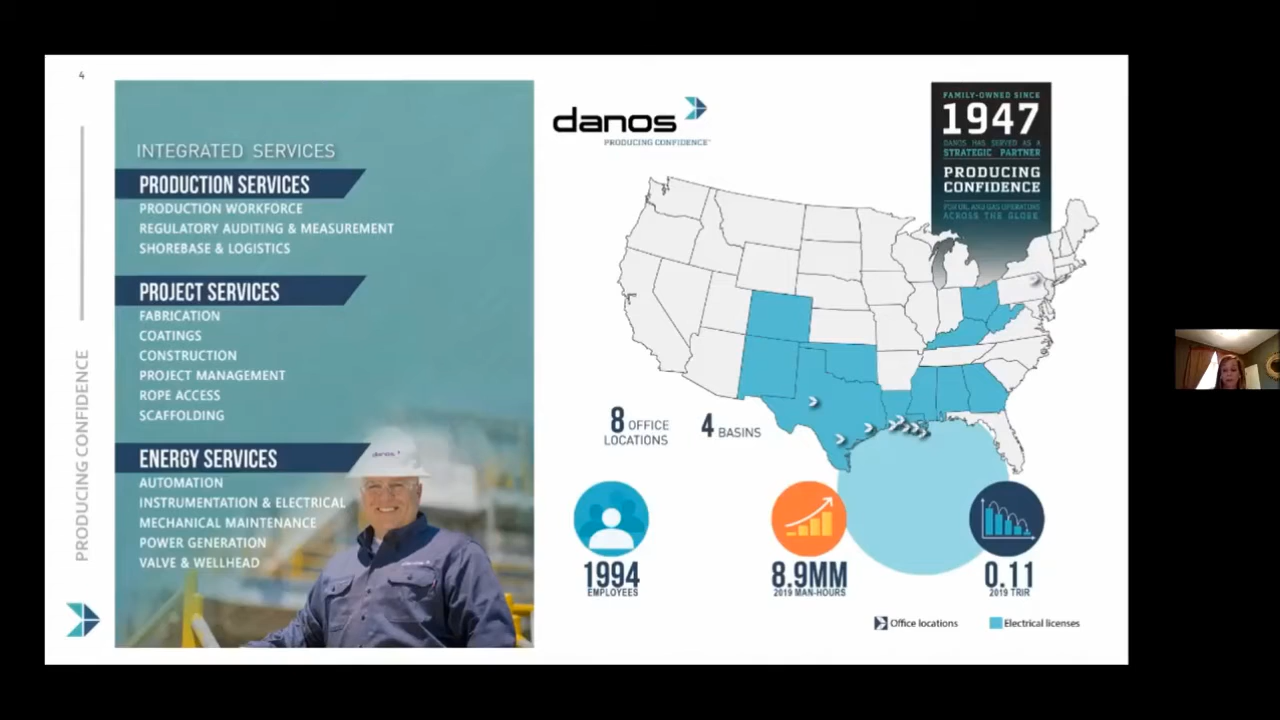 4
PRODUCING CONFIDENCE
INTEGRATED SERVICES
PRODUCTION SERVICES
PRODUCTION WORKFORCE
REGULATORY AUDITING & MEASUREMENT
SHOREBASE & LOGISTICS
PROJECT SERVICES
FABRICATION
COATINGS
CONSTRUCTION
PROJECT MANAGEMENT
ROPE ACCESS
SCAFFOLDING
ENERGY SERVICES
AUTOMATION
INSTRUMENTATION & ELECTRICAL
MECHANICAL MAINTENANCE
POWER GENERATION
VALVE & WELLHEAD
danos
danos
PRODUCING CONFIDENCE
FAMILY-OWNED SINCE
1947
DANOS HAS SERVED AS A
STRATEGIC PARTNER
PRODUCING
CONFIDENCE
FOR OIL AND GAS OPERATORS
ACROSS THE GLOBE
8 OFFICE
LOCATIONS
4 BASINS
1994
EMPLOYEES
8.9MM
2019 MAN-HOURS
0.11
2019 TRIR
Office locations
Electrical licenses